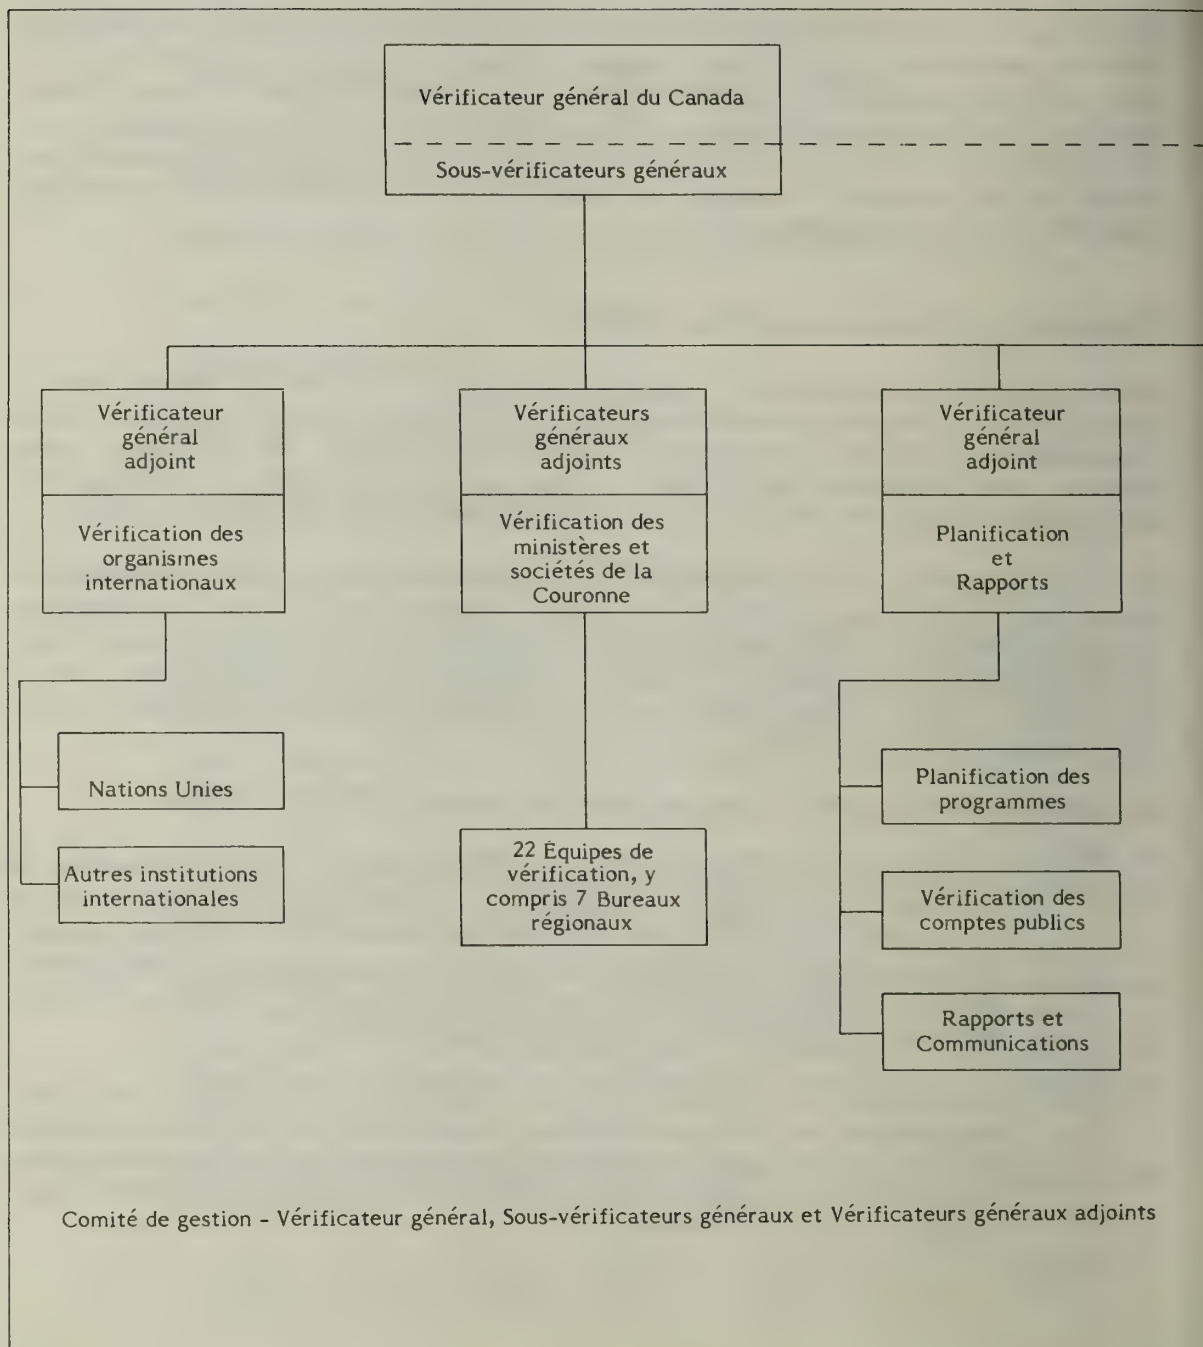 Vérificateur général du Canada
Sous-vérificateurs généraux
Vérificateur
général
adjoint
Vérification des
organismes
internationaux
Nations Unies
Autres institutions
internationales
Vérificateurs
généraux
adjoints
Vérification des
ministères et
sociétés de la
Couronne
22 Équipes de
vérification, y
compris 7 Bureaux
régionaux
Vérificateur
général
adjoint
Planification
et
Rapports
Planification des
programmes
Vérification des
comptes publics
Rapports et
Communications
Comité de gestion - Vérificateur général, Sous-vérificateurs généraux et Vérificateurs généraux adjoints